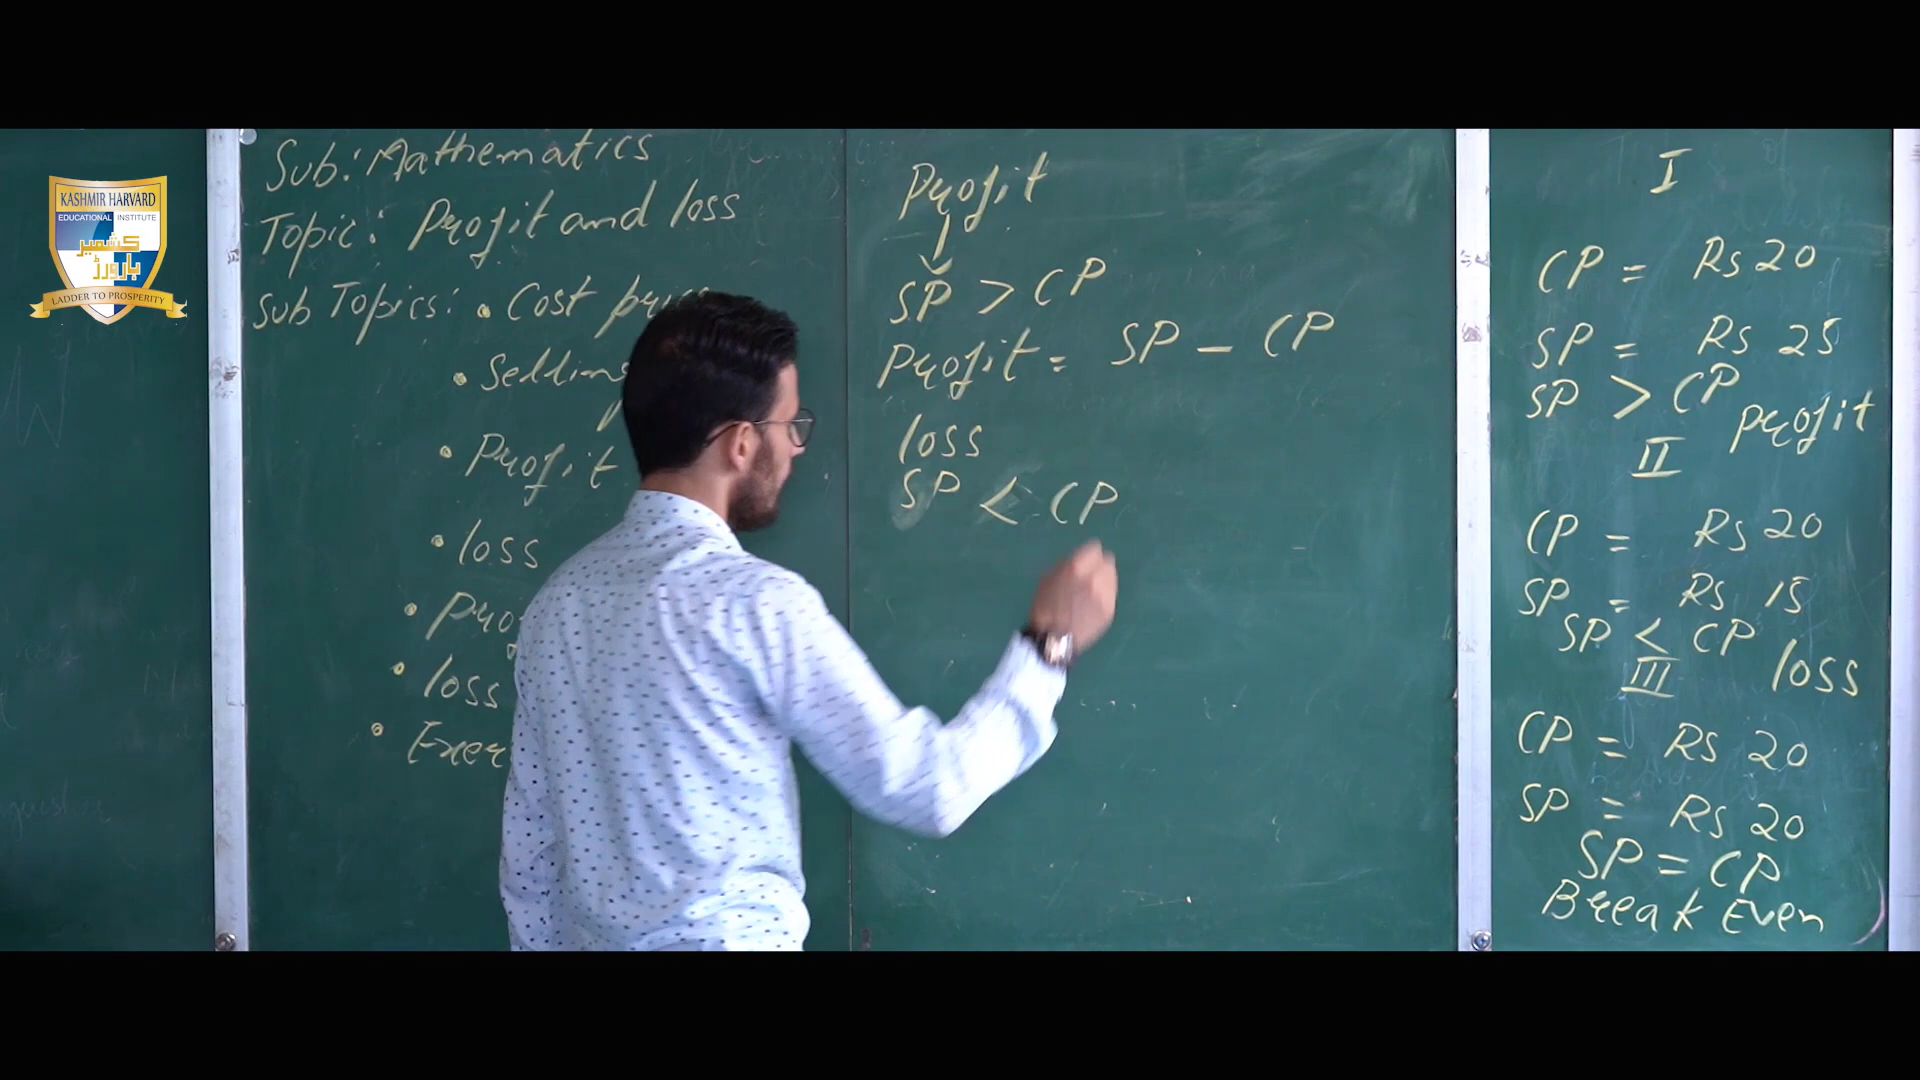 KASHMIR HARVARD
EDUCATIONAL INSTITUTE
کشمیر
ہارورڈ
LADDER TO PROSPERITY
Sub: Mathematics
Topic: Profit and loss
Sub Topics: • Cost price
• Selling
• Profit
• loss
•
• loss
•
Profit
SP > CP
Profit = SP - CP
loss
SP < CP
I
CP = Rs 20
SP = Rs 25
SP > CP Profit
II
CP = Rs 20
SP = Rs 15
SP < CP loss
III
CP = Rs 20
SP = Rs 20
SP = CP
Break Even